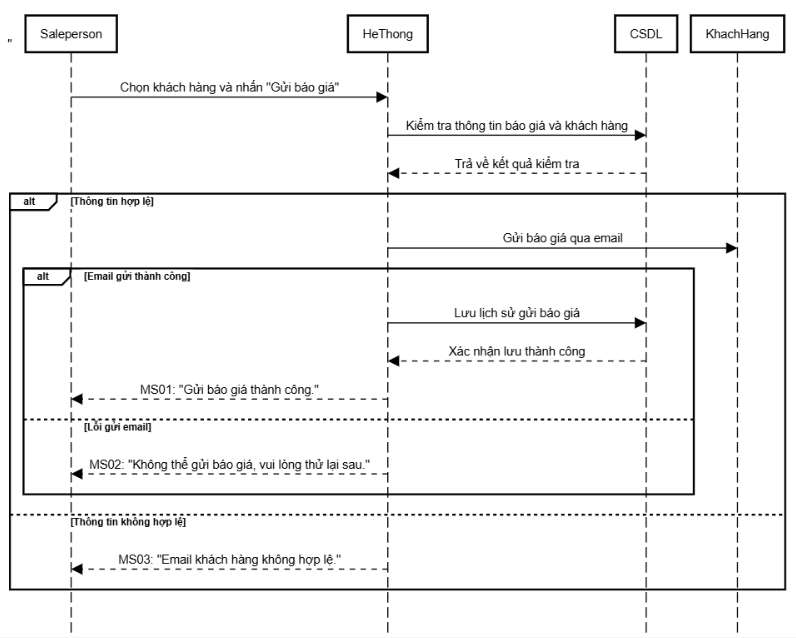 "
Saleperson
HeThong
CSDL
KhachHang
Chọn khách hàng và nhấn "Gửi báo giá"
Kiểm tra thông tin báo giá và khách hàng
Trả về kết quả kiểm tra
alt
[Thông tin hợp lệ]
Gửi báo giá qua email
alt
[Email gửi thành công]
Lưu lịch sử gửi báo giá
Xác nhận lưu thành công
MS01: "Gửi báo giá thành công."
[Lỗi gửi email]
MS02: "Không thể gửi báo giá, vui lòng thử lại sau."
[Thông tin không hợp lệ]
MS03: "Email khách hàng không hợp lệ."